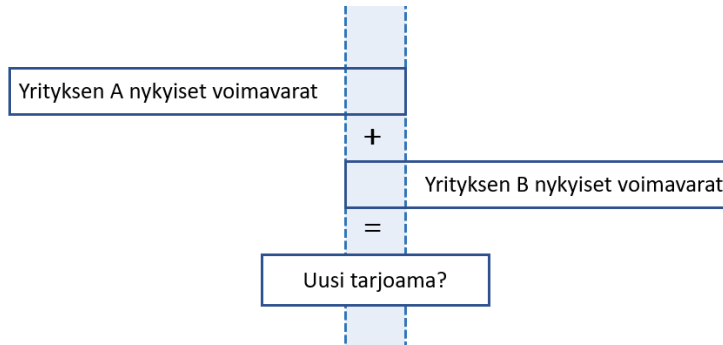 Yrityksen A nykyiset voimavarat
+
Yrityksen B nykyiset voimavarat
=
Uusi tarjoama?